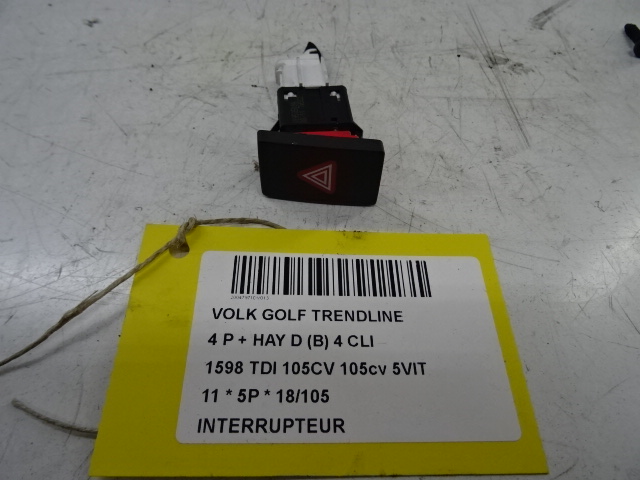 VOLK GOLF TRENDLINE
4 P + HAY D (B) 4 CLI
1598 TDI 105CV 105cv 5VIT
11 * 5P * 18/105
INTERRUPTEUR